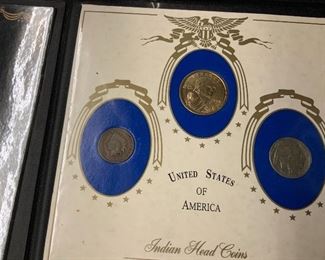 United States
of
America
Indian Head Coins